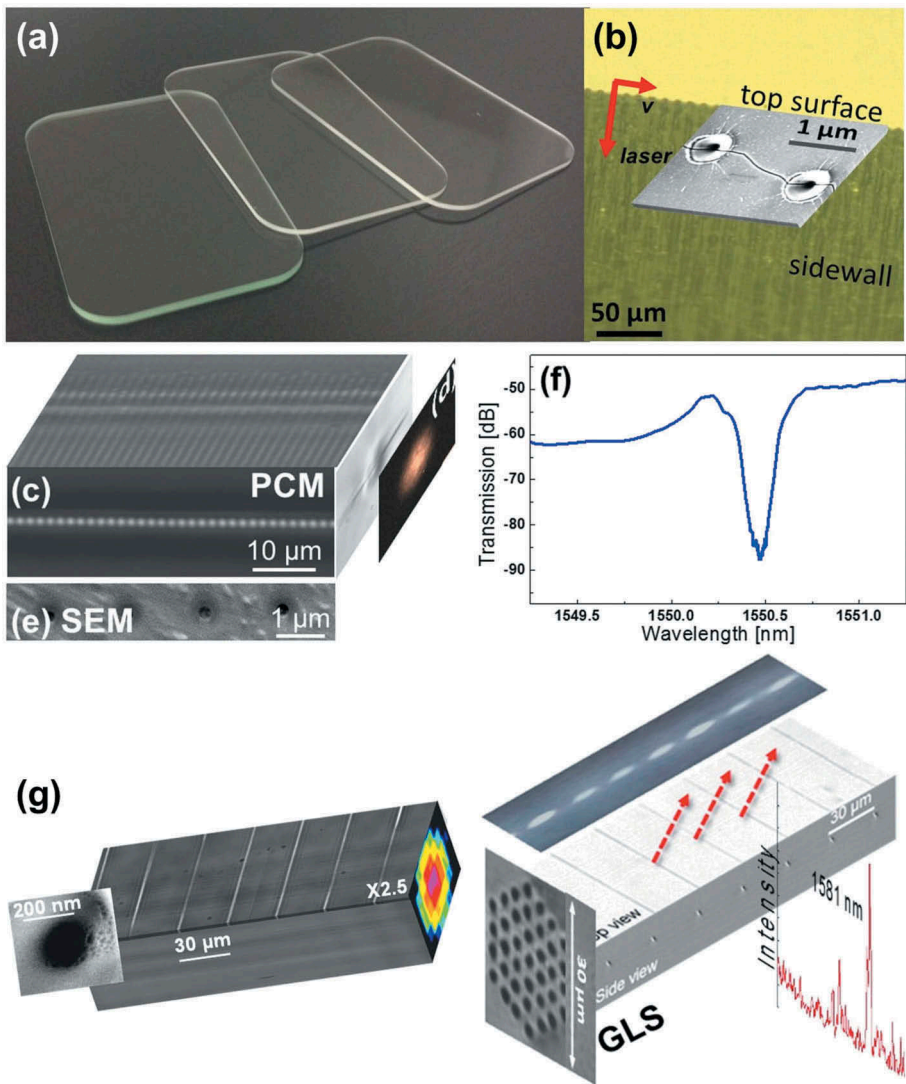 (a)
(b)
top surface
v
1 µm
laser
sidewall
50 µm
(c)
PCM
(d)
10 µm
(e) SEM
1 µm
(f)
Transmission [dB]
-50
-60
-70
-80
-90
1549.5
1550.0
1550.5
1551.0
Wavelength [nm]
(g)
X2.5
200 nm
30 µm
30 µm
Intensity
1581 nm
Side view
30 µm
GLS